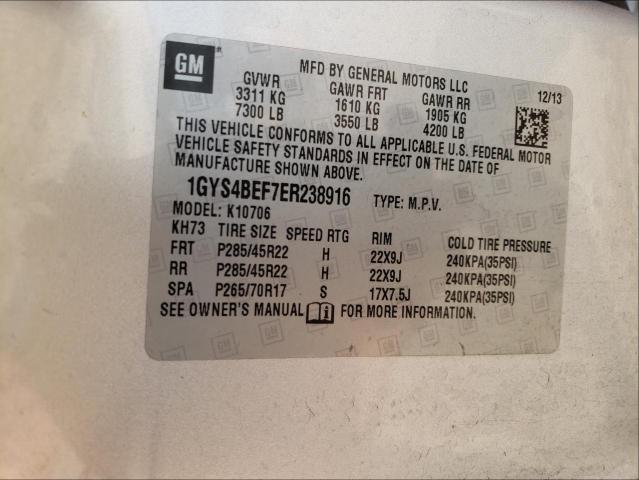 GM
MFD BY GENERAL MOTORS LLC
12/13
GVWR GAWR FRT GAWR RR
3311 KG 1610 KG 1905 KG
7300 LB 3550 LB 4200 LB
THIS VEHICLE CONFORMS TO ALL APPLICABLE U.S. FEDERAL MOTOR
VEHICLE SAFETY STANDARDS IN EFFECT ON THE DATE OF
MANUFACTURE SHOWN ABOVE.
1GYS4BEF7ER238916 TYPE: M.P.V.
MODEL: K10706
KH73 TIRE SIZE SPEED RTG RIM COLD TIRE PRESSURE
FRT P285/45R22 H 22X9J 240KPA(35PSI)
RR P285/45R22 H 22X9J 240KPA(35PSI)
SPA P265/70R17 S 17X7.5J 240KPA(35PSI)
SEE OWNER'S MANUAL i FOR MORE INFORMATION.